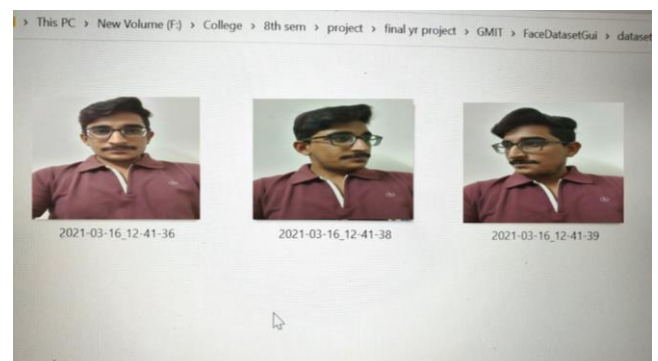 > This PC > New Volume (F:) > College > 8th sem > project > final yr project > GMIT > FaceDatasetGui > dataset
2021-03-16_12-41-36
2021-03-16_12-41-38
2021-03-16_12-41-39